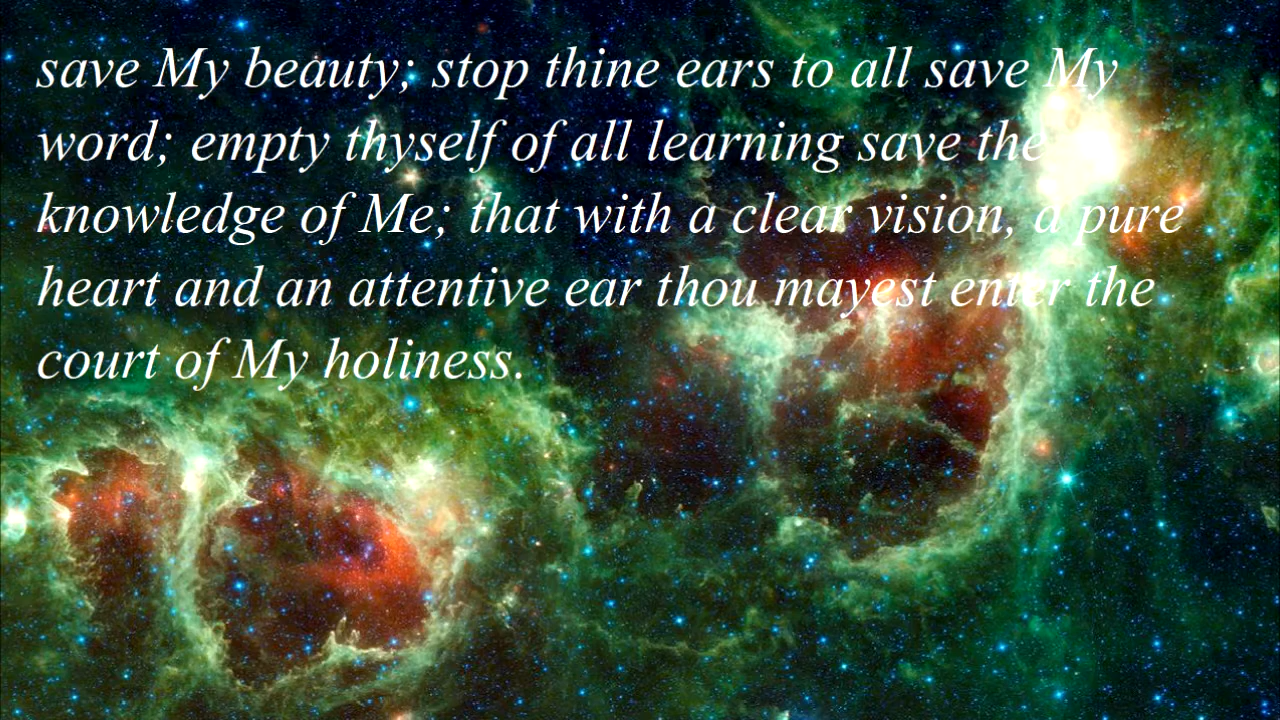 save My beauty; stop thine ears to all save My
word; empty thyself of all learning save the
knowledge of Me; that with a clear vision, a pure
heart and an attentive ear thou mayest enter the
court of My holiness.